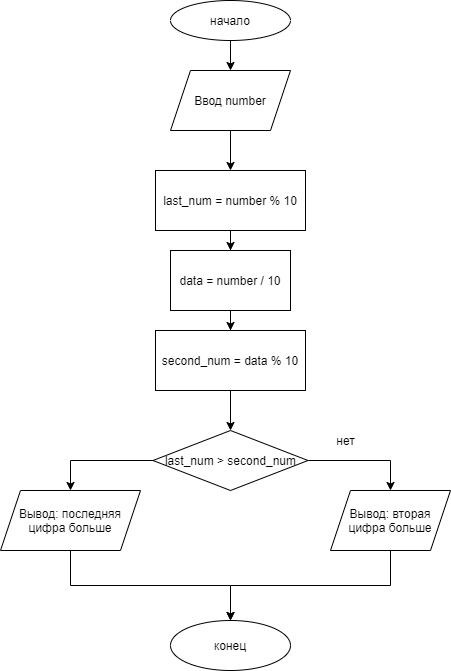 начало
Ввод number
last_num = number % 10
data = number / 10
second_num = data % 10
last_num > second_num
нет
Вывод: последняя
цифра больше
Вывод: вторая
цифра больше
конец